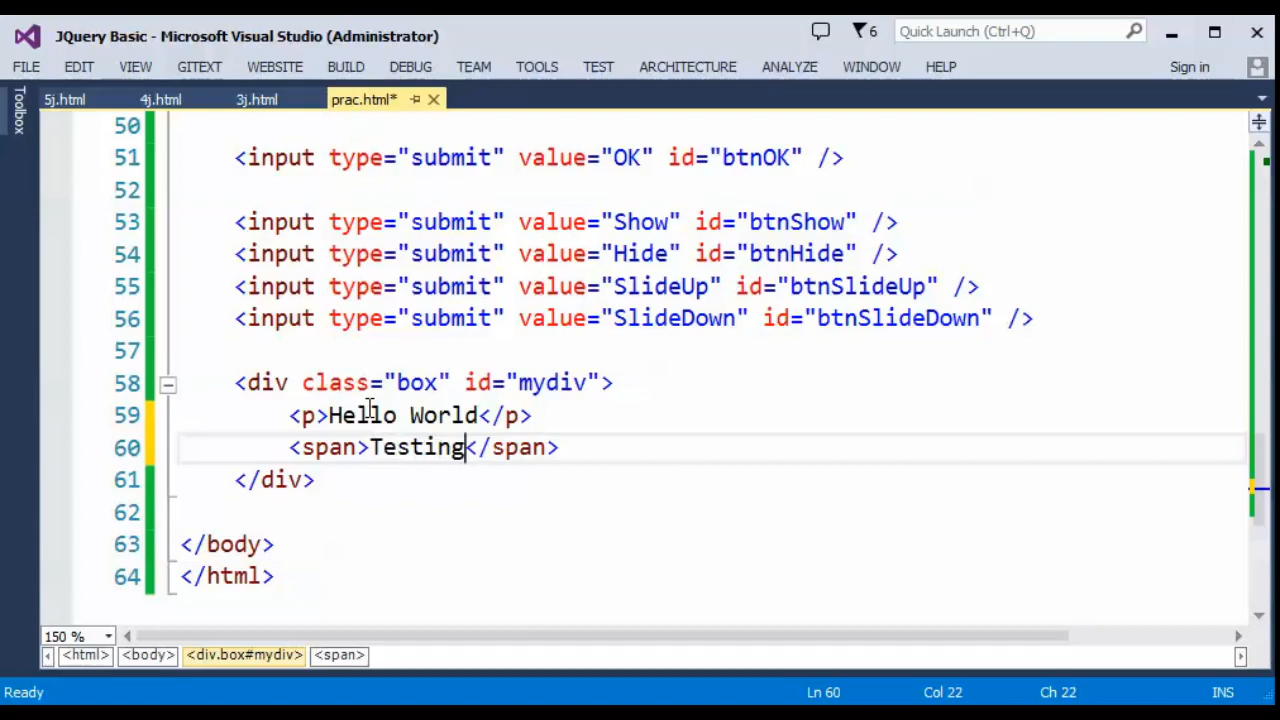 JQuery Basic - Microsoft Visual Studio (Administrator)
6
Quick Launch (Ctrl+Q)
FILE EDIT VIEW GITEXT WEBSITE BUILD DEBUG TEAM TOOLS TEST ARCHITECTURE ANALYZE WINDOW HELP Sign in
Toolbox
5j.html 4j.html 3j.html prac.html*
50
51 <input type="submit" value="OK" id="btnOK" />
52
53 <input type="submit" value="Show" id="btnShow" />
54 <input type="submit" value="Hide" id="btnHide" />
55 <input type="submit" value="SlideUp" id="btnSlideUp" />
56 <input type="submit" value="SlideDown" id="btnSlideDown" />
57
58 <div class="box" id="mydiv">
59 <p>Hello World</p>
60 <span>Testing</span>
61 </div>
62
63 </body>
64 </html>
150 %
<html> <body> <div.box#mydiv> <span>
Ready Ln 60 Col 22 Ch 22 INS